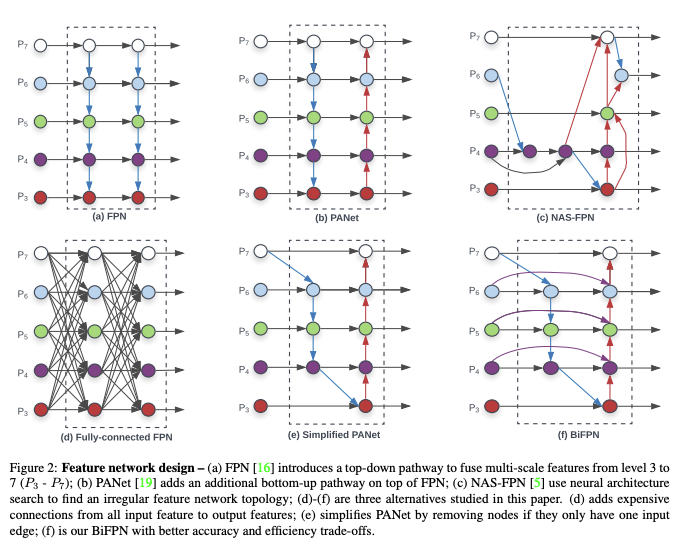 P7
P6
P5
P4
P3
(a) FPN
P7
P6
P5
P4
P3
(b) PANet
P7
P6
P5
P4
P3
(c) NAS-FPN
P7
P6
P5
P4
P3
(d) Fully-connected FPN
P7
P6
P5
P4
P3
(e) Simplified PANet
P7
P6
P5
P4
P3
(f) BiFPN
Figure 2: Feature network design – (a) FPN [16] introduces a top-down pathway to fuse multi-scale features from level 3 to
7 (P3 - P7); (b) PANet [19] adds an additional bottom-up pathway on top of FPN; (c) NAS-FPN [5] use neural architecture
search to find an irregular feature network topology; (d)-(f) are three alternatives studied in this paper. (d) adds expensive
connections from all input feature to output features; (e) simplifies PANet by removing nodes if they only have one input
edge; (f) is our BiFPN with better accuracy and efficiency trade-offs.